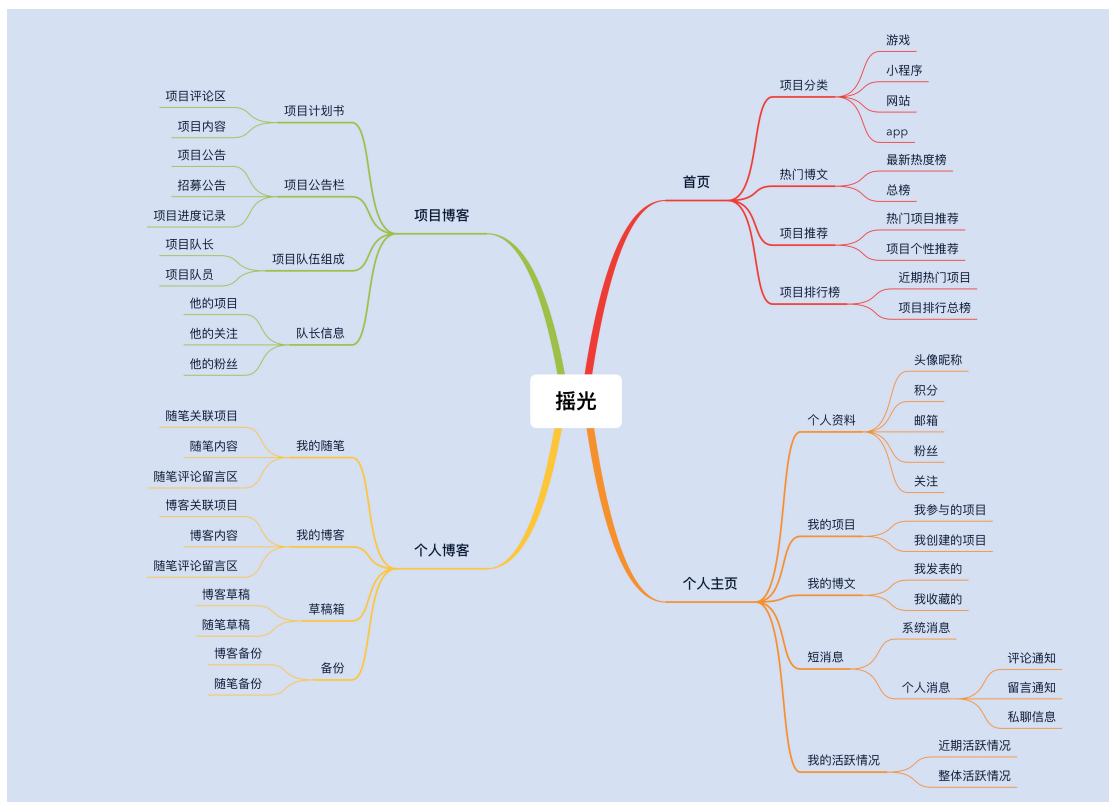 摇光
首页
项目分类
游戏
小程序
网站
app
热门博文
最新热度榜
总榜
项目推荐
热门项目推荐
项目个性推荐
项目排行榜
近期热门项目
项目排行总榜
个人主页
个人资料
头像昵称
积分
邮箱
粉丝
关注
我的项目
我参与的项目
我创建的项目
我的博文
我发表的
我收藏的
短消息
系统消息
个人消息
评论通知
留言通知
私聊信息
我的活跃情况
近期活跃情况
整体活跃情况
项目博客
项目计划书
项目评论区
项目内容
项目公告栏
项目公告
招募公告
项目进度记录
项目队伍组成
项目队长
项目队员
队长信息
他的项目
他的关注
他的粉丝
个人博客
我的随笔
随笔关联项目
随笔内容
随笔评论留言区
我的博客
博客关联项目
博客内容
随笔评论留言区
草稿箱
博客草稿
随笔草稿
备份
博客备份
随笔备份